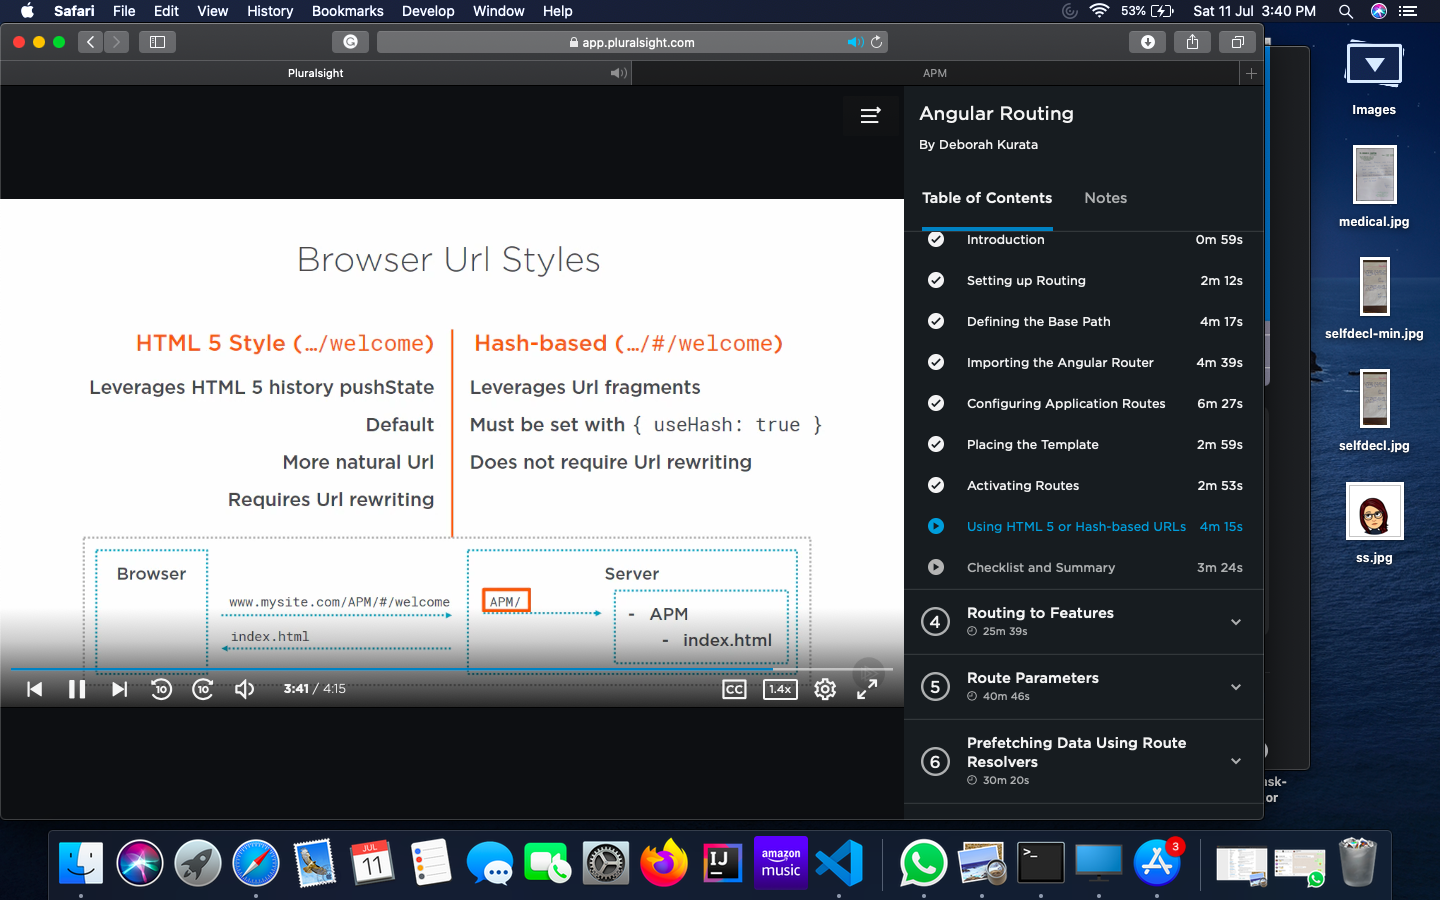 Safari File Edit View History Bookmarks Develop Window Help
53% Sat 11 Jul 3:40 PM
app.pluralsight.com
Pluralsight
APM
Images
medical.jpg
selfdecl-min.jpg
selfdecl.jpg
ss.jpg
Browser Url Styles
HTML 5 Style (…/welcome)
Leverages HTML 5 history pushState
Default
More natural Url
Requires Url rewriting
Hash-based (…/#/welcome)
Leverages Url fragments
Must be set with { useHash: true }
Does not require Url rewriting
Browser
www.mysite.com/APM/#/welcome
index.html
Server
APM/
- APM
- index.html
10 10
3:41 / 4:15
CC 1.4x
Angular Routing
By Deborah Kurata
Table of Contents Notes
Introduction 0m 59s
Setting up Routing 2m 12s
Defining the Base Path 4m 17s
Importing the Angular Router 4m 39s
Configuring Application Routes 6m 27s
Placing the Template 2m 59s
Activating Routes 2m 53s
Using HTML 5 or Hash-based URLs 4m 15s
Checklist and Summary 3m 24s
4 Routing to Features
25m 39s
5 Route Parameters
40m 46s
6 Prefetching Data Using Route
Resolvers
30m 20s
sk-
or
JUL
11
IJ
amazon
music
>_
3